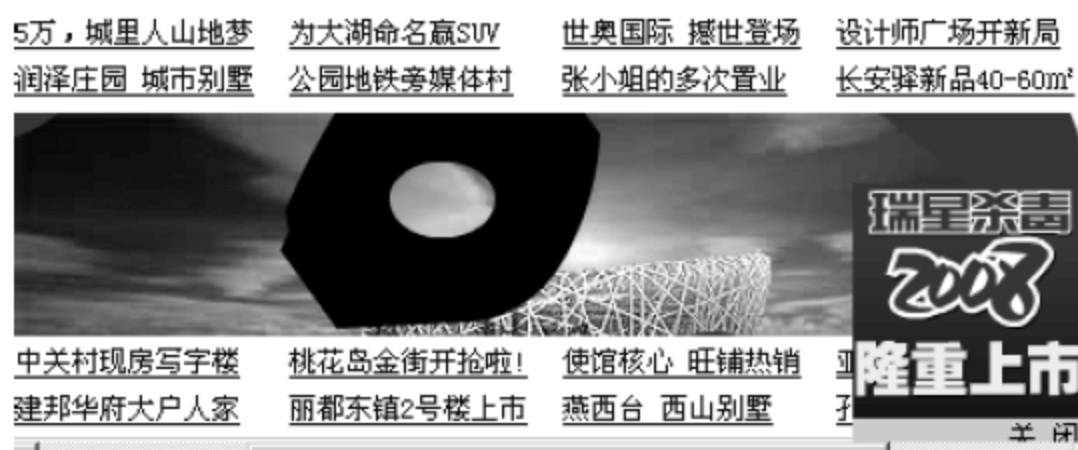 5万，城里人山地梦 为大湖命名赢SUV 世奥国际 撼世登场 设计师广场开新局
润泽庄园 城市别墅 公园地铁旁媒体村 张小姐的多次置业 长安驿新品40-60m²
瑞星杀毒
2008
隆重上市
中关村现房写字楼 桃花岛金街开抢啦! 使馆核心 旺铺热销
建邦华府大户人家 丽都东镇2号楼上市 燕西台 西山别墅
关 闭